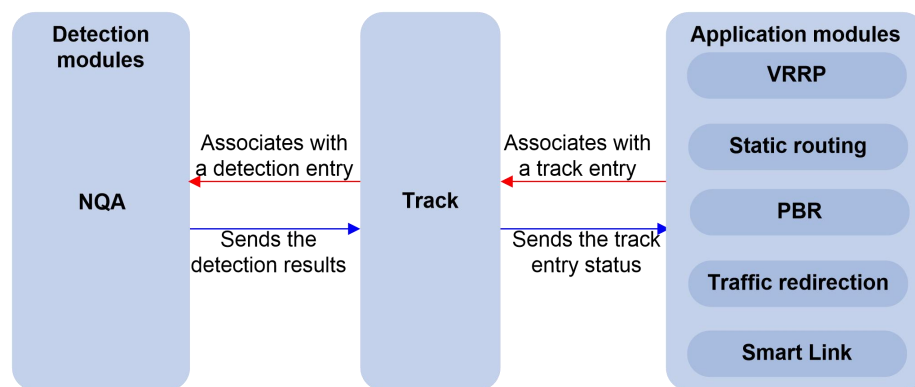 Detection
modules
NQA
Associates with
a detection entry
Sends the
detection results
Track
Associates with
a track entry
Sends the track
entry status
Application modules
VRRP
Static routing
PBR
Traffic redirection
Smart Link